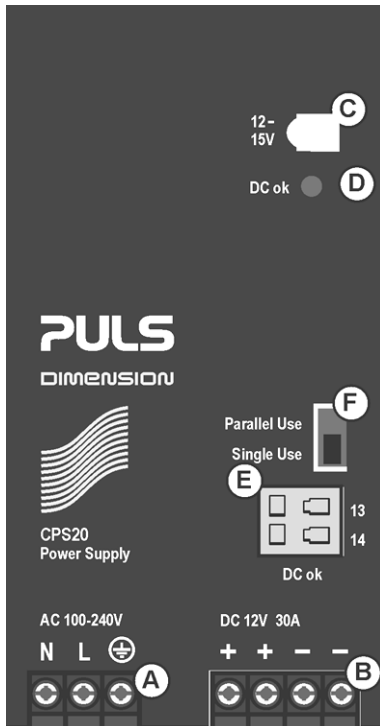 C
12–
15V
DC ok
D
PULS
DIMENSION
F
Parallel Use
Single Use
E
13
14
CPS20
Power Supply
DC ok
AC 100-240V
DC 12V 30A
N L
+ + – –
A
B